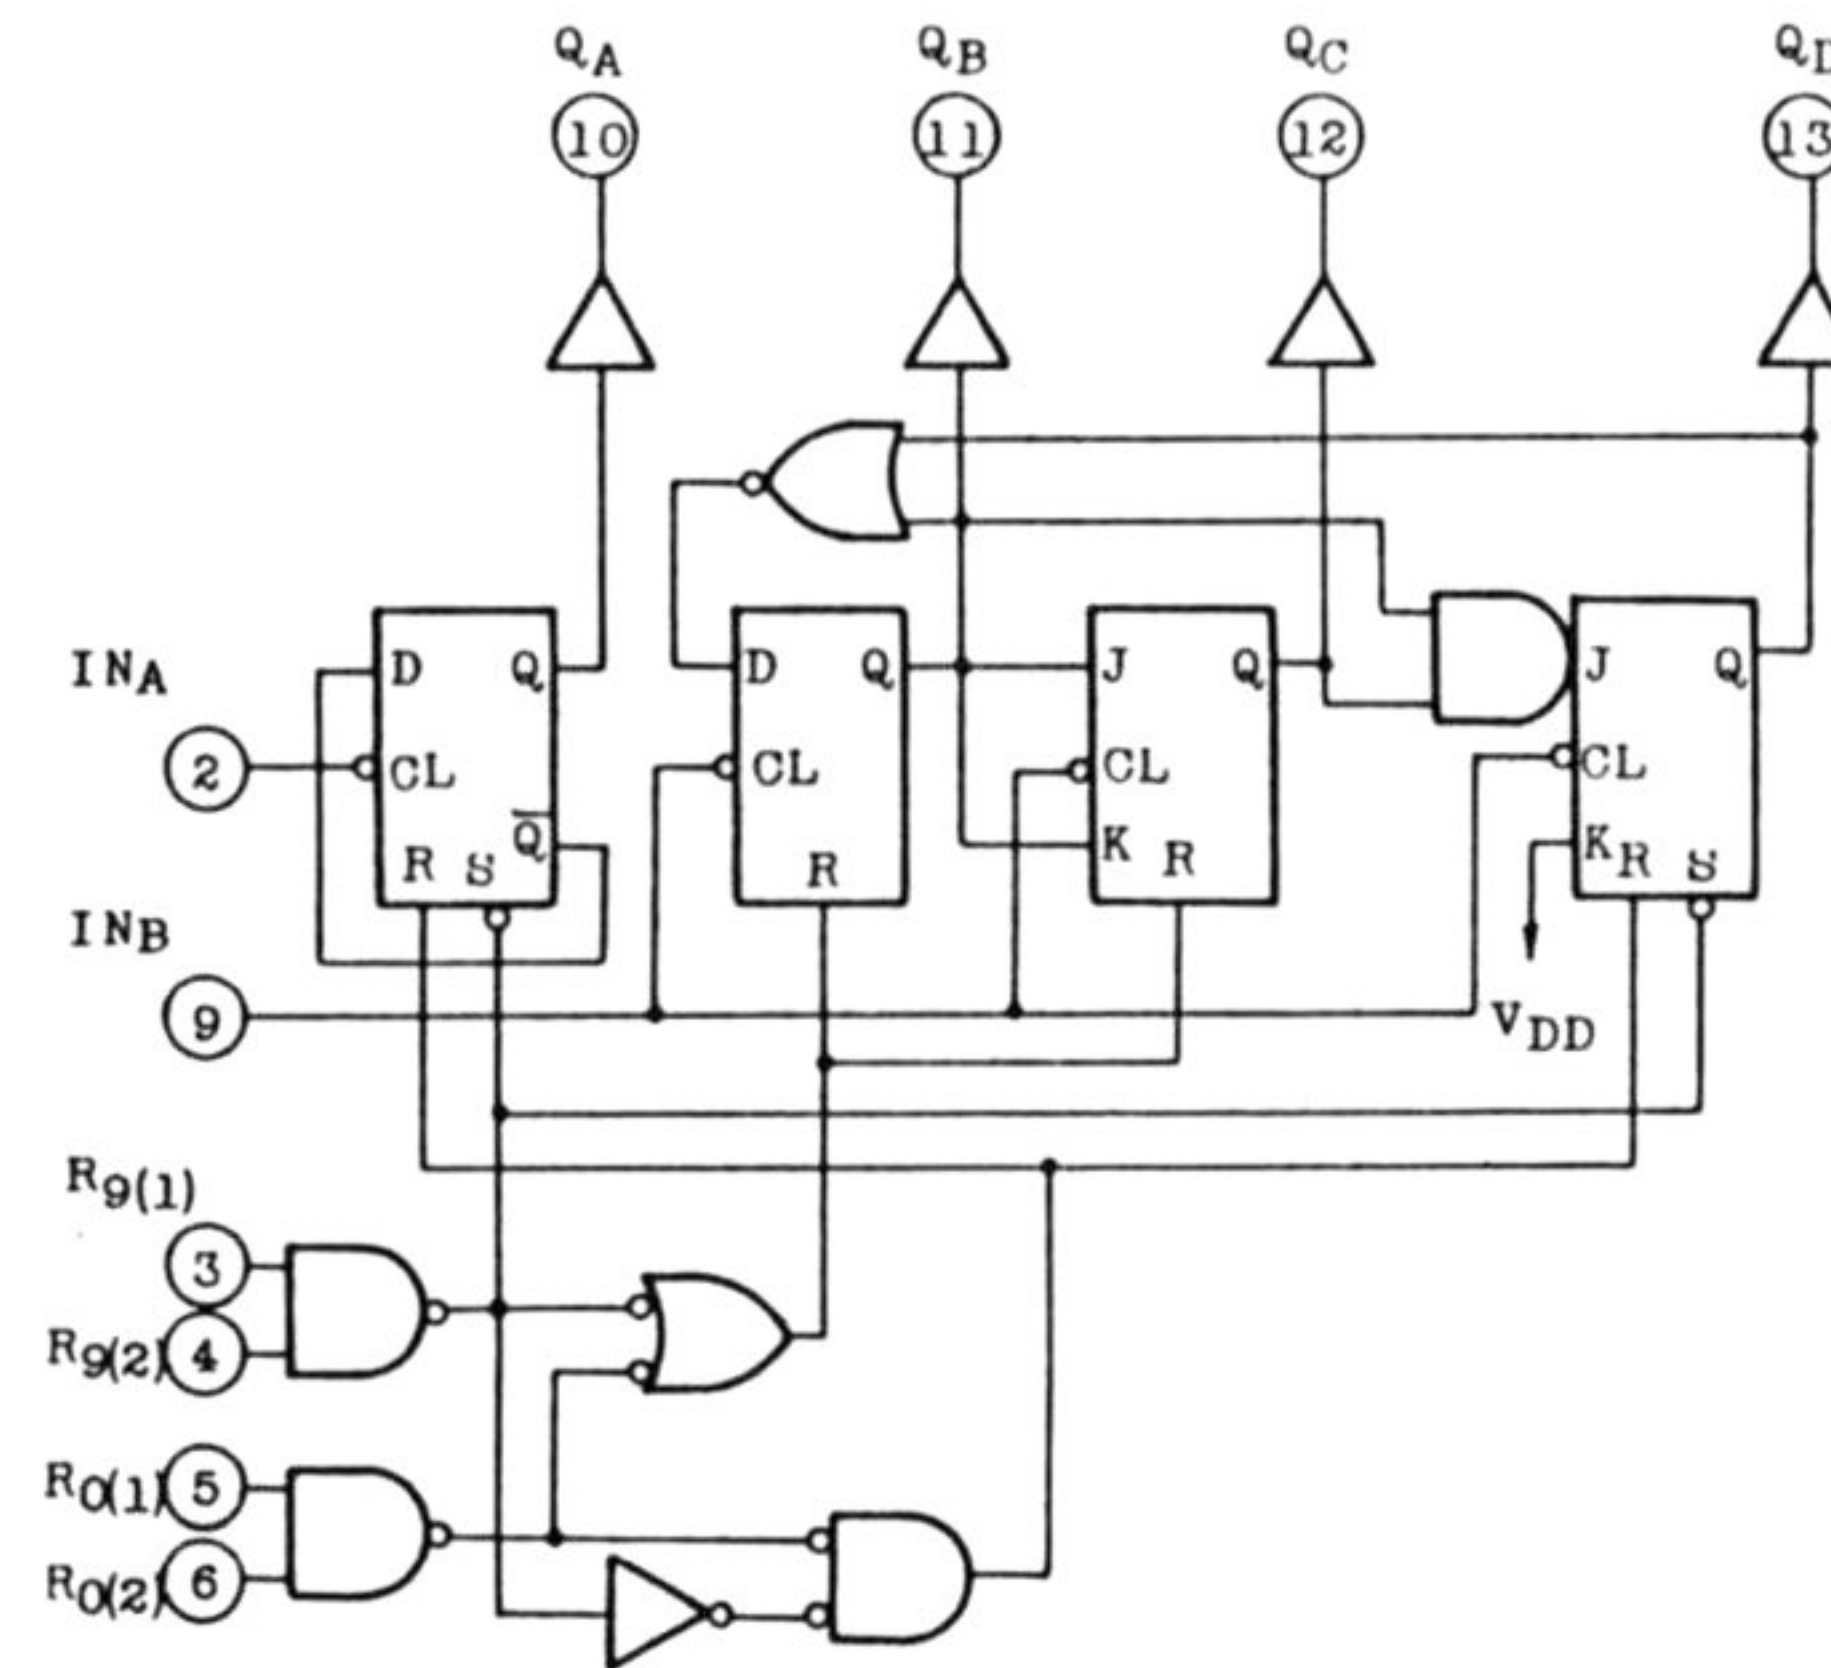 QA QB QC QD
10 11 12 13
INA D Q D Q J Q J Q
2 CL CL CL CL
Q K K
R S R R R S
INB
9
VDD
R9(1)
3
R9(2) 4
R0(1) 5
R0(2) 6